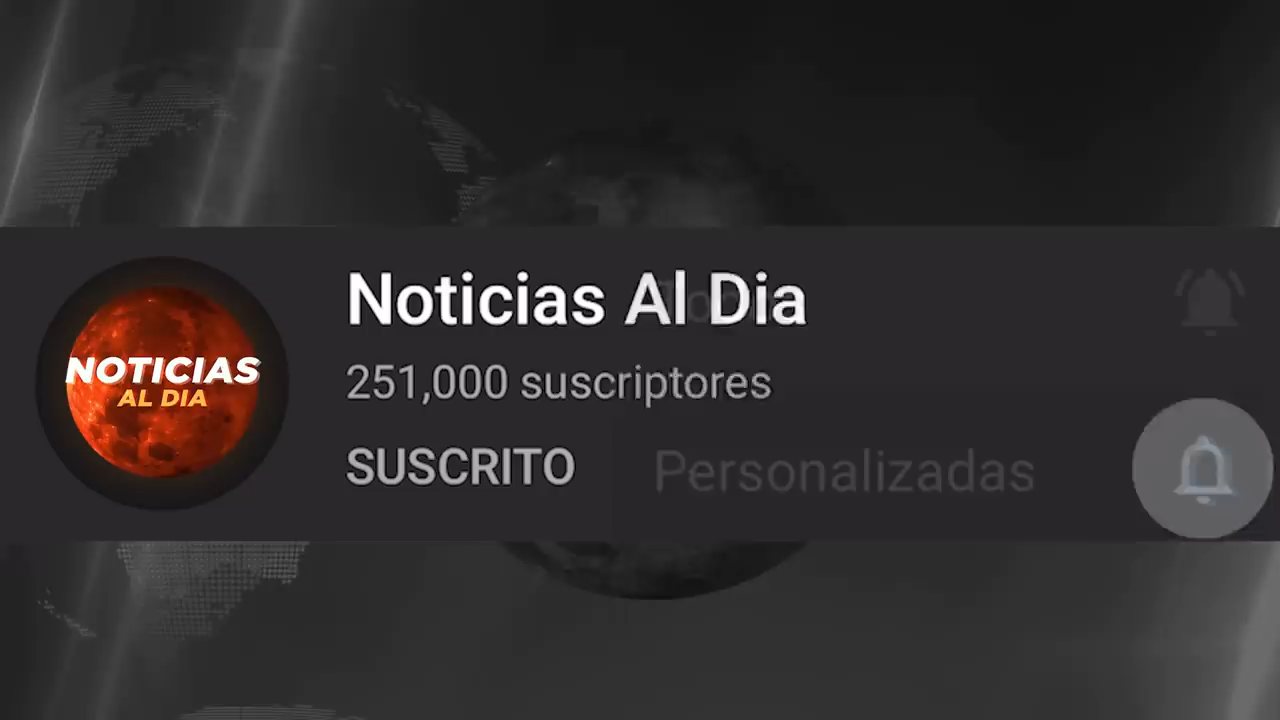 NOTICIAS
AL DIA
Noticias Al Dia
251,000 suscriptores
SUSCRITO
Personalizadas